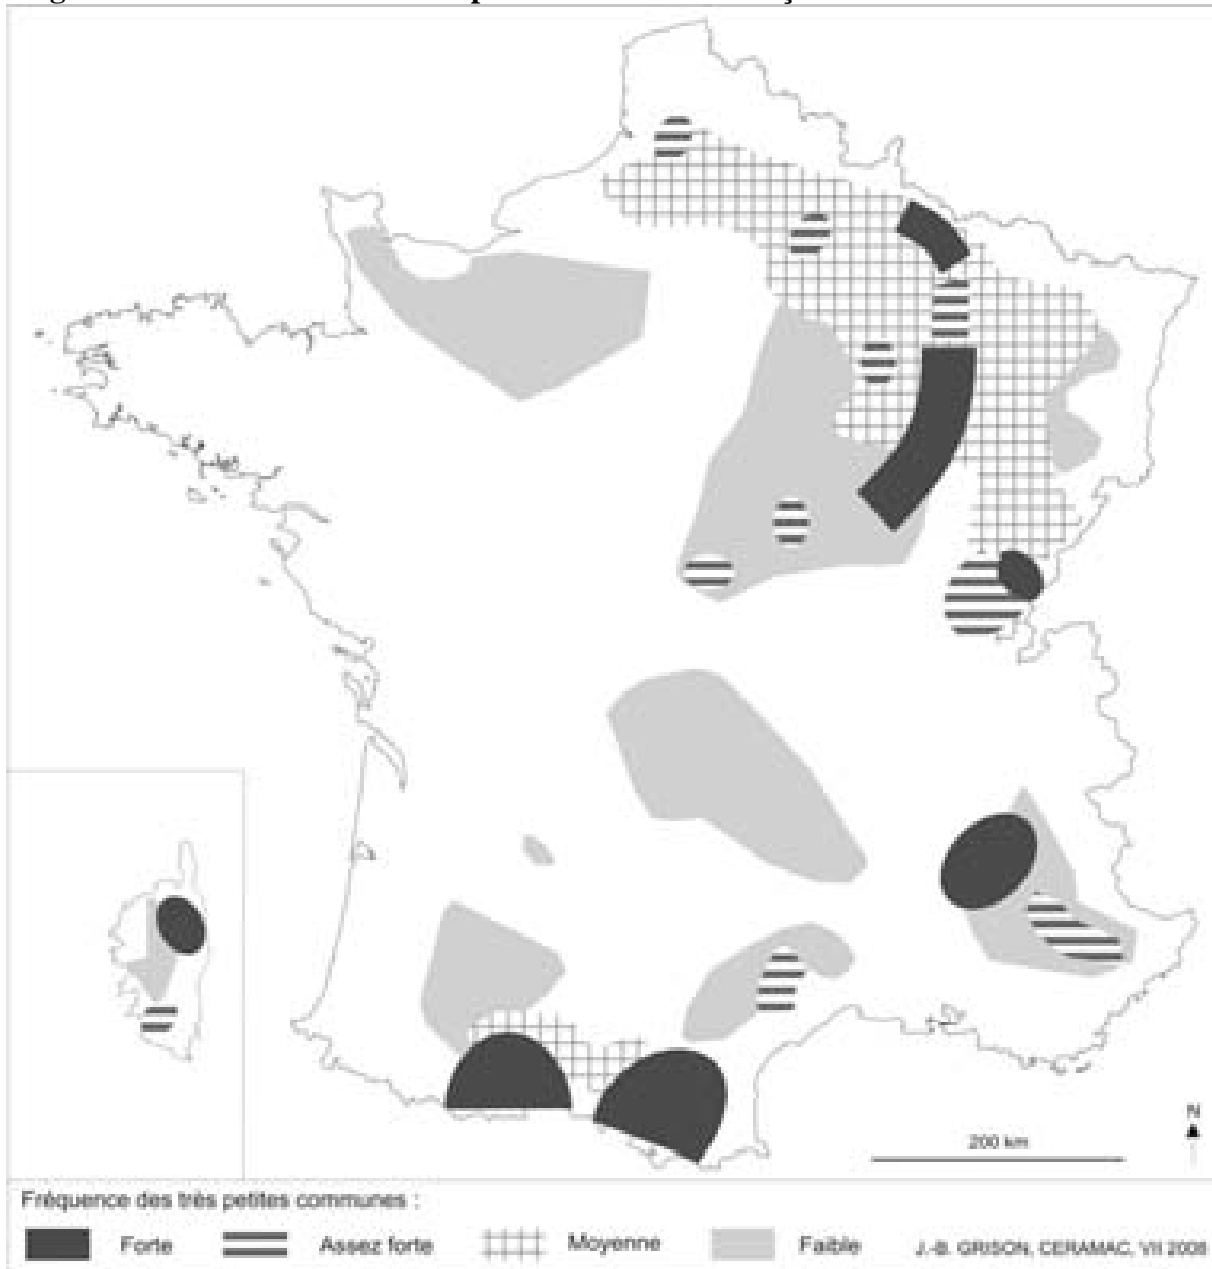 N
200 km
Fréquence des très petites communes :
Forte
Assez forte
Moyenne
Faible
J.-B. GRISON, CERAMAC, VII 2008